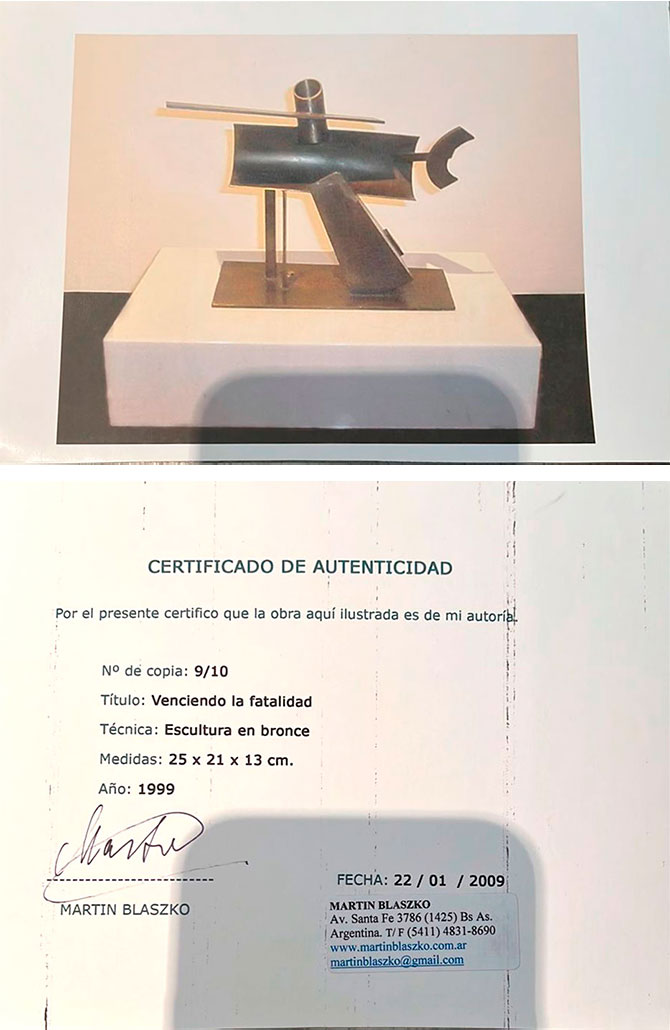 CERTIFICADO DE AUTENTICIDAD
Por el presente certifico que la obra aquí ilustrada es de mi autoría.
Nº de copia: 9/10
Título: Venciendo la fatalidad
Técnica: Escultura en bronce
Medidas: 25 x 21 x 13 cm.
Año: 1999
Martin
MARTIN BLASZKO
FECHA: 22 / 01 / 2009
MARTIN BLASZKO
Av. Santa Fe 3786 (1425) Bs As.
Argentina. T/ F (5411) 4831-8690
www.martinblaszko.com.ar
martinblaszko@gmail.com